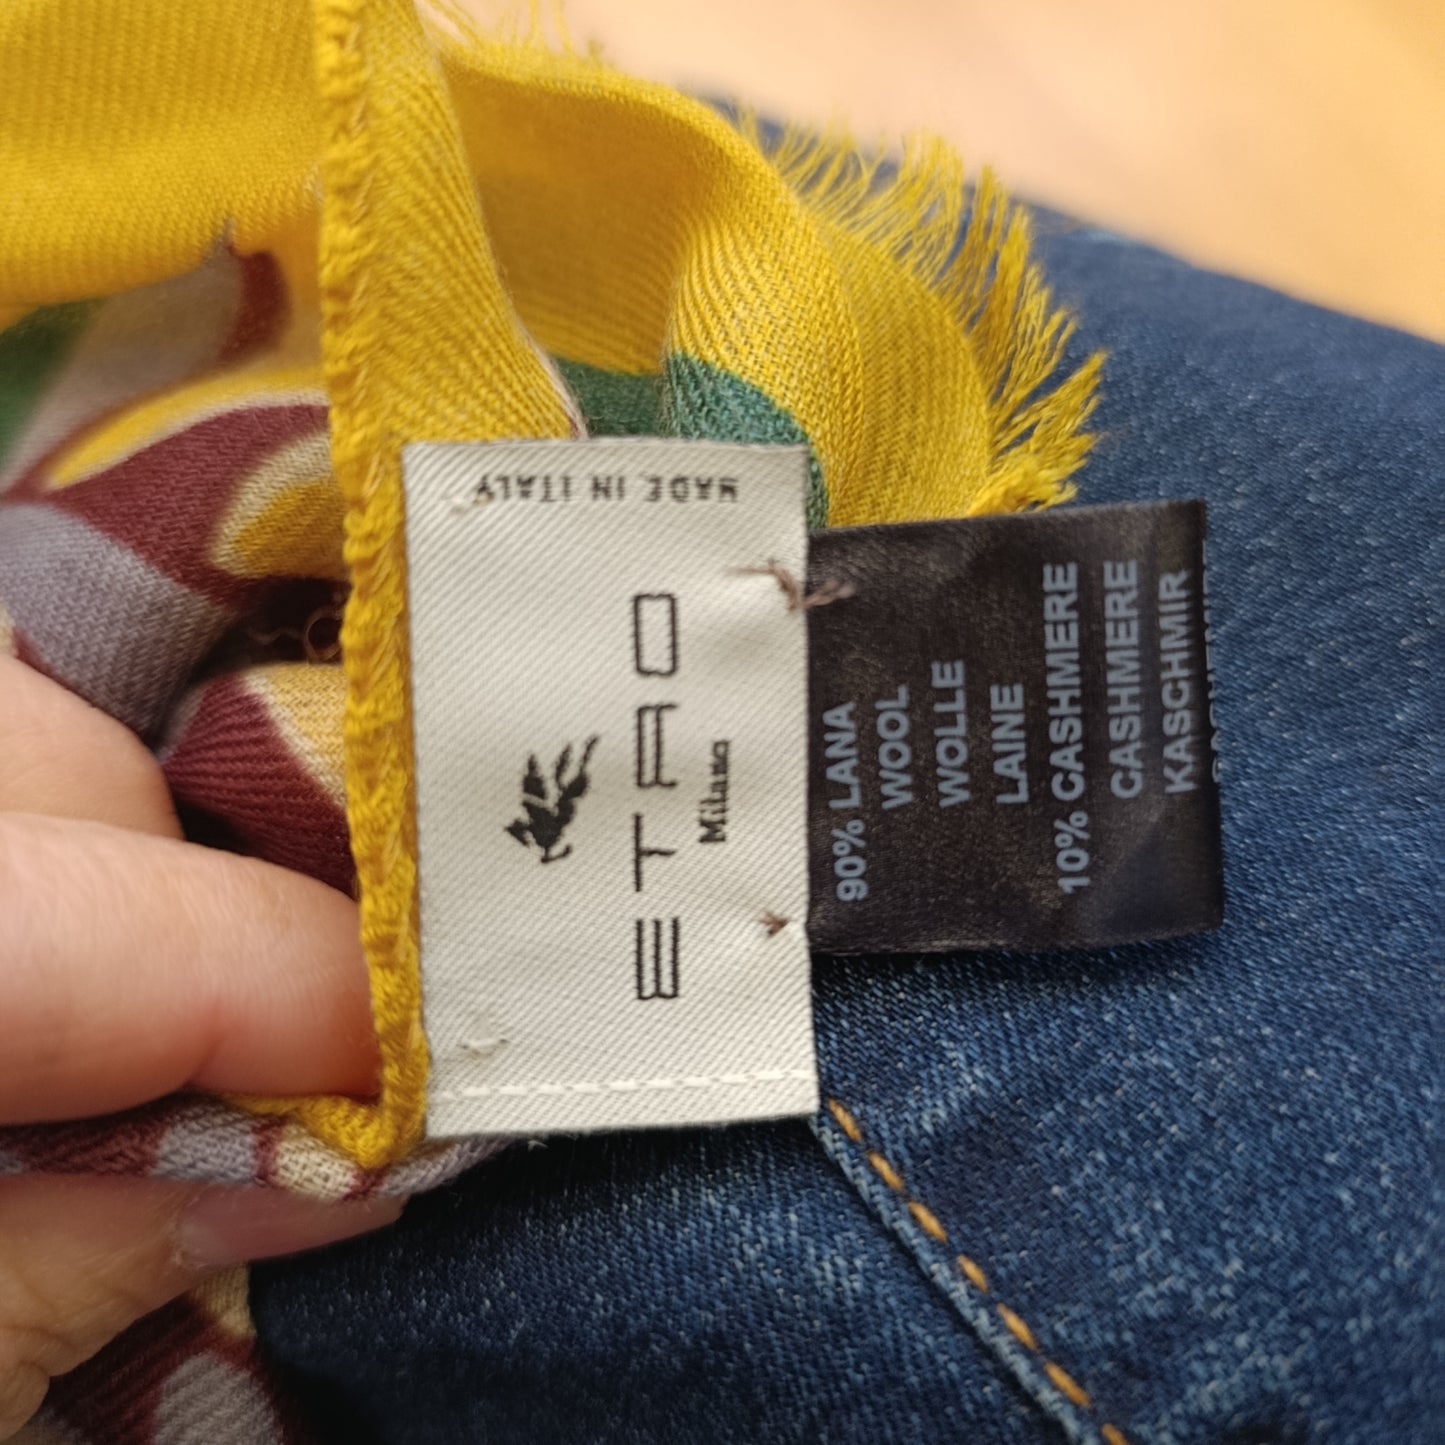 ETRO
Milano
MADE IN ITALY
90% LANA
WOOL
WOLLE
LAINE
10% CASHMERE
CASHMERE
KASCHMIR